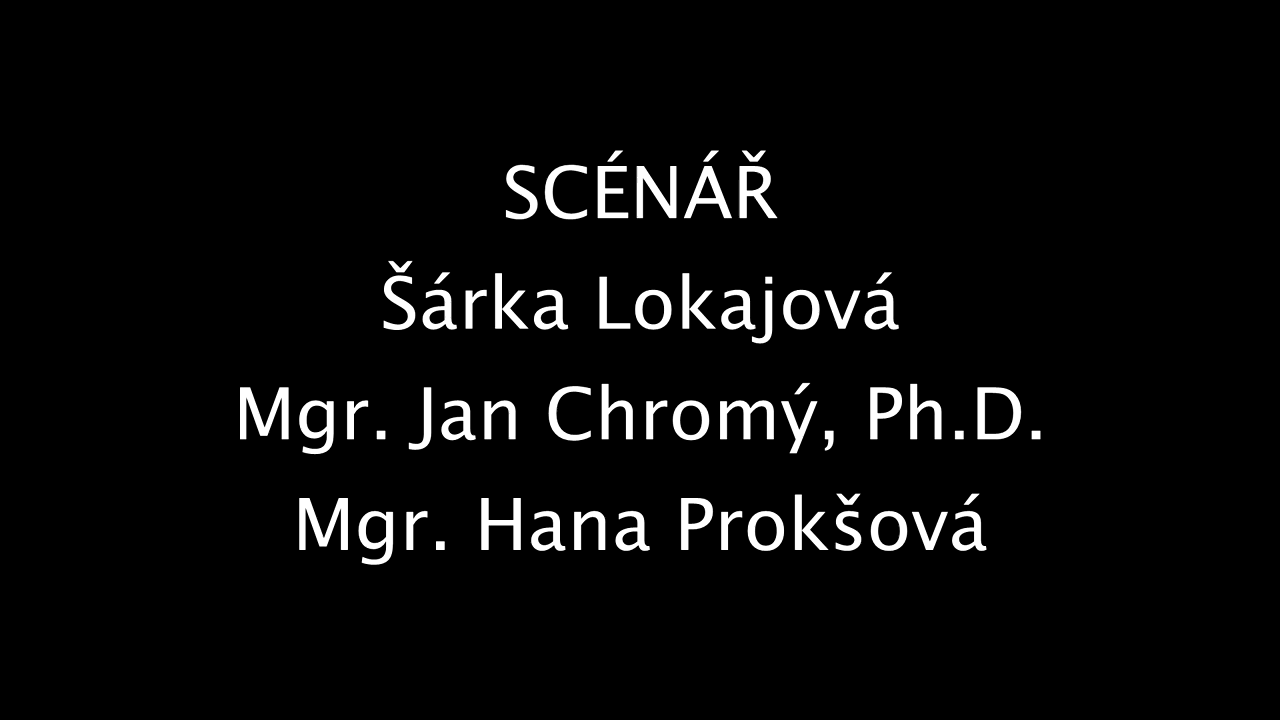 SCÉNÁŘ
Šárka Lokajová
Mgr. Jan Chromý, Ph.D.
Mgr. Hana Prokšová